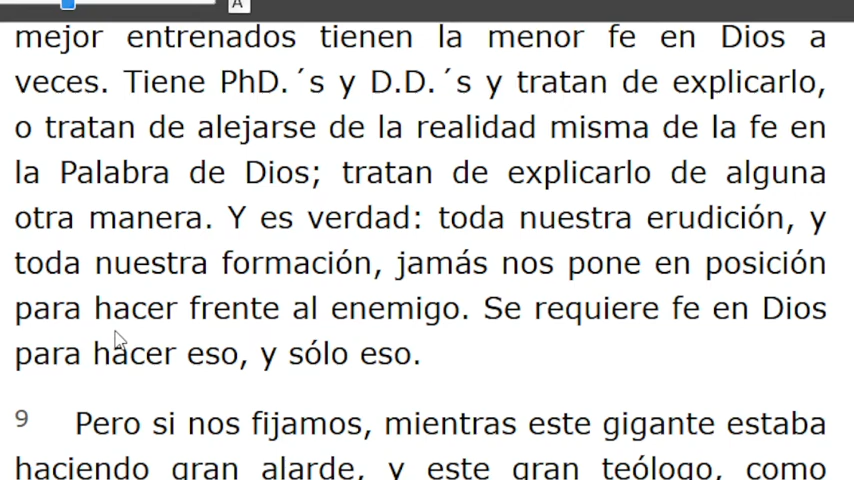 A
mejor entrenados tienen la menor fe en Dios a
veces. Tiene PhD.´s y D.D.´s y tratan de explicarlo,
o tratan de alejarse de la realidad misma de la fe en
la Palabra de Dios; tratan de explicarlo de alguna
otra manera. Y es verdad: toda nuestra erudición, y
toda nuestra formación, jamás nos pone en posición
para hacer frente al enemigo. Se requiere fe en Dios
para hacer eso, y sólo eso.
9 Pero si nos fijamos, mientras este gigante estaba
haciendo gran alarde, y este gran teólogo, como